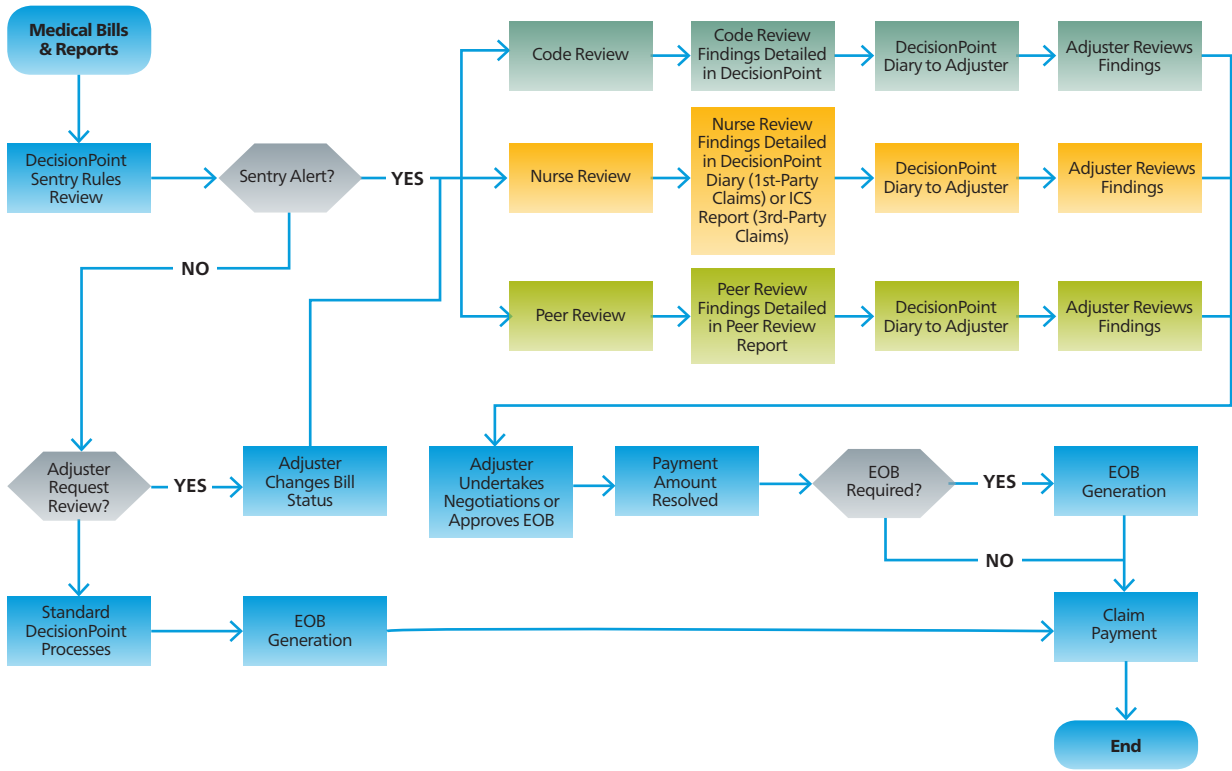 Medical Bills
& Reports
DecisionPoint
Sentry Rules
Review
Sentry Alert?
YES
NO
Code Review
Code Review
Findings Detailed
in DecisionPoint
DecisionPoint
Diary to Adjuster
Adjuster Reviews
Findings
Nurse Review
Nurse Review
Findings Detailed
in DecisionPoint
Diary (1st-Party
Claims) or ICS
Report (3rd-Party
Claims)
DecisionPoint
Diary to Adjuster
Adjuster Reviews
Findings
Peer Review
Peer Review
Findings Detailed
in Peer Review
Report
DecisionPoint
Diary to Adjuster
Adjuster Reviews
Findings
Adjuster
Request
Review?
YES
Adjuster
Changes Bill
Status
Adjuster
Undertakes
Negotiations or
Approves EOB
Payment
Amount
Resolved
EOB
Required?
YES
EOB
Generation
NO
Standard
DecisionPoint
Processes
EOB
Generation
Claim
Payment
End